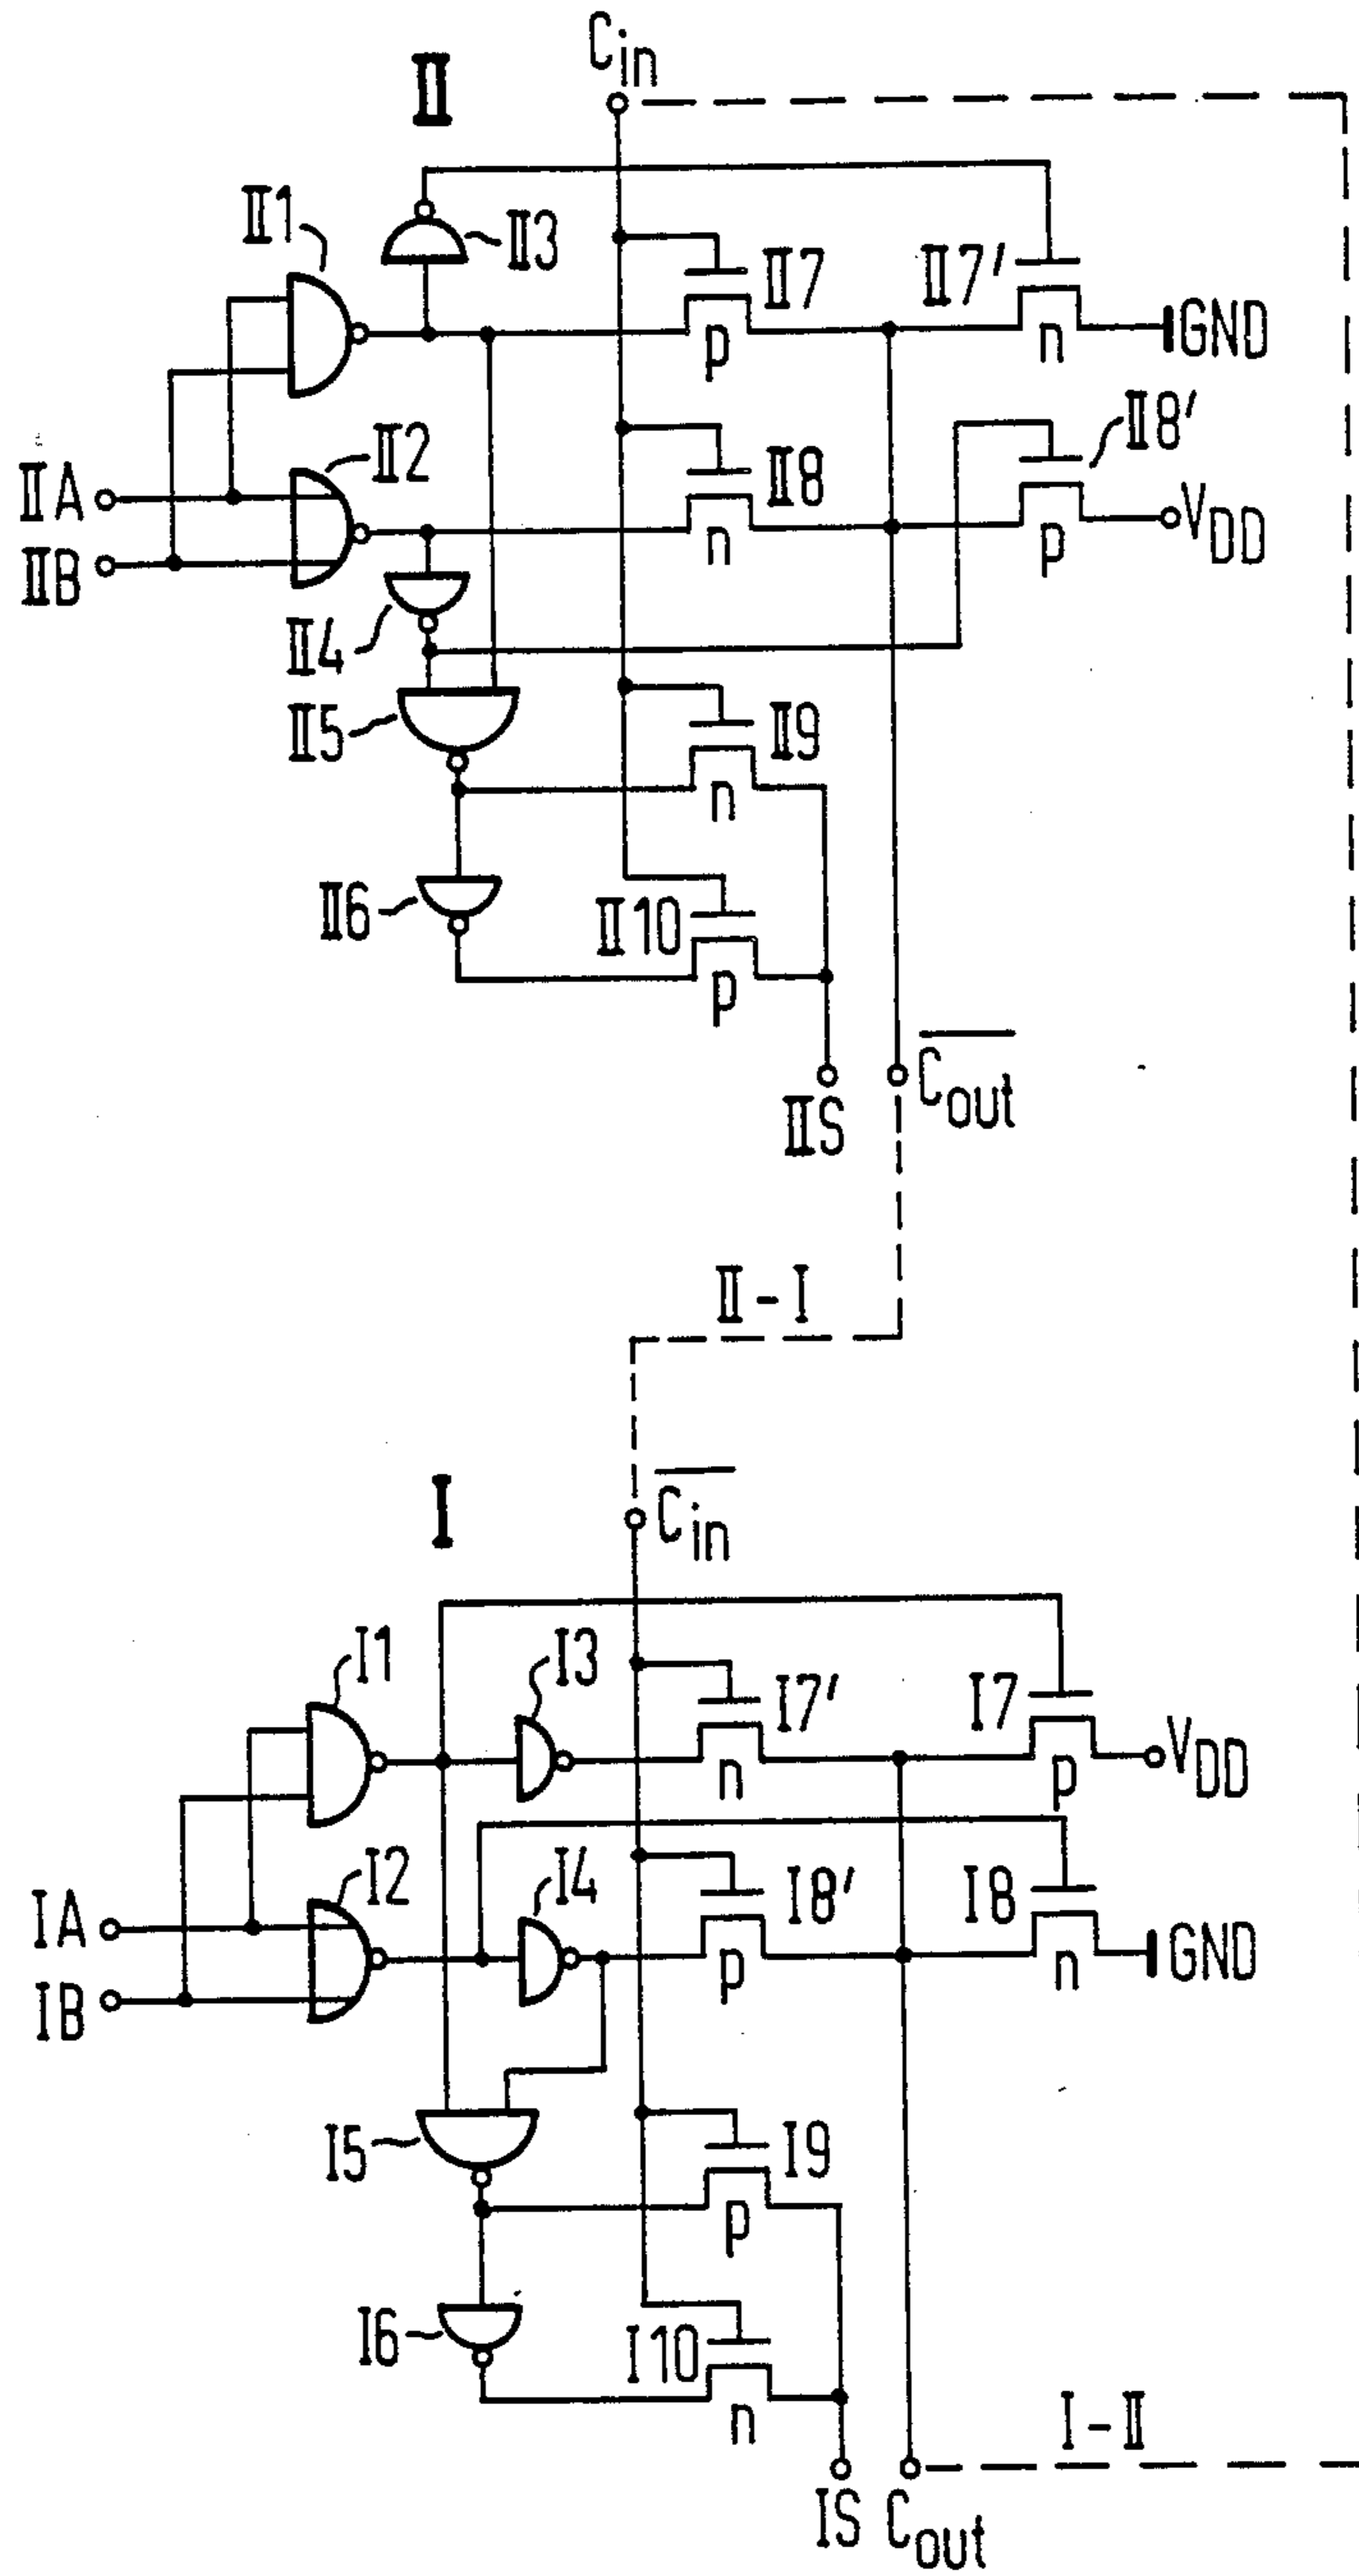 C̅in
II
II1
II3
II7
II7'
GND
II2
II8
II8'
IIA
IIB
p
n
n
p
VDD
II4
II5
II9
n
II6
II10
p
IIS
C̅o̅u̅t̅
II-I
I
C̅i̅n̅
I1
I3
I7'
I7
n
p
VDD
I2
I4
I8'
I8
IA
IB
p
n
GND
I5
I9
p
I6
I10
n
I-II
IS
Cout